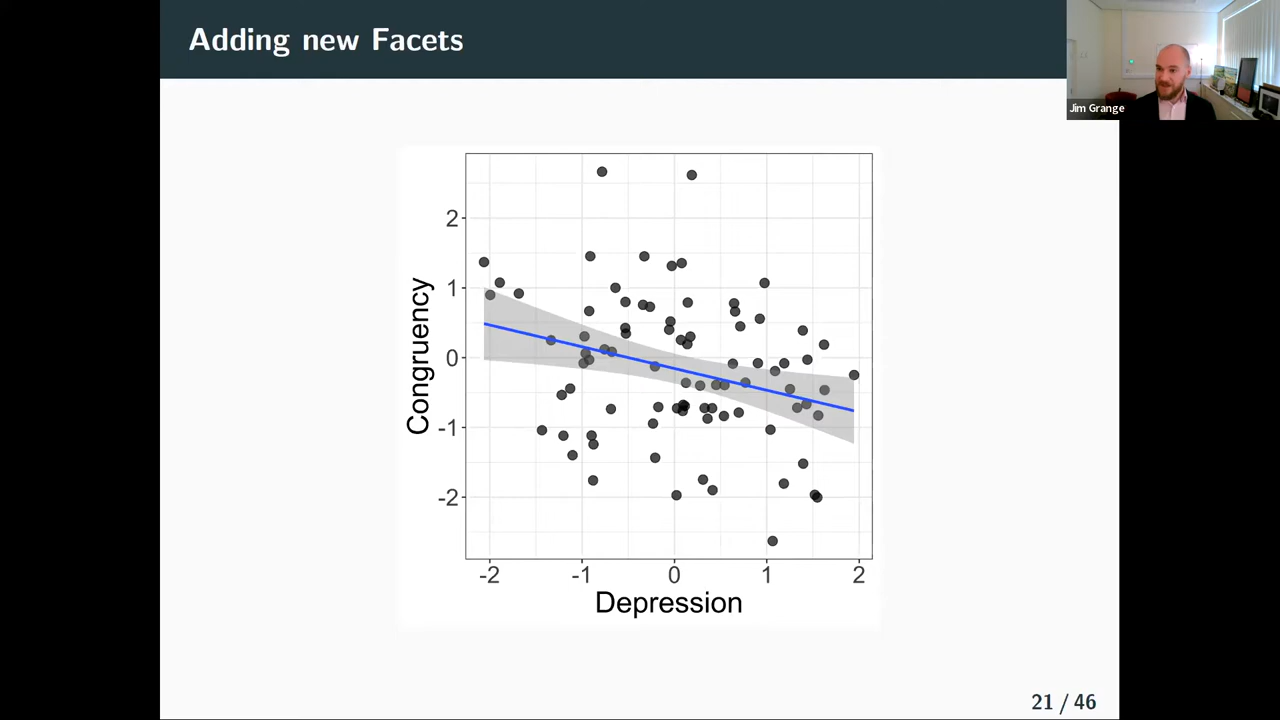 Adding new Facets
Jim Grange
2
1
0
-1
-2
Congruency
-2 -1 0 1 2
Depression
21 / 46